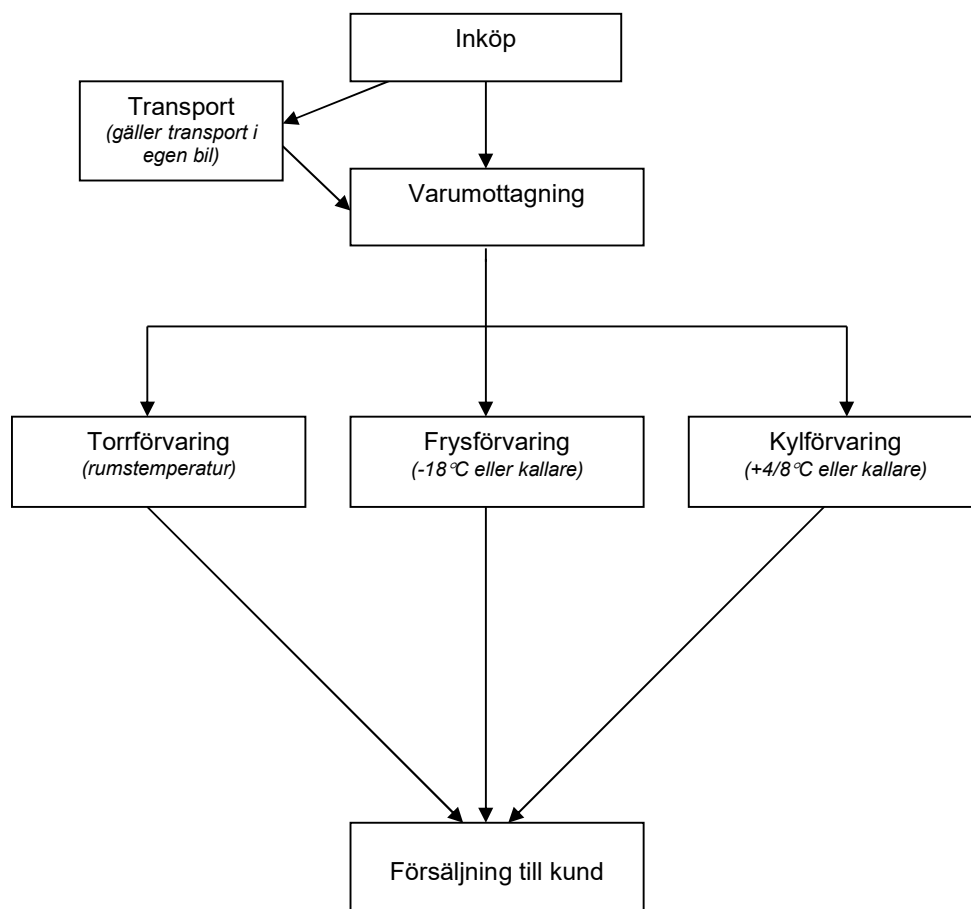 Inköp
Transport
(gäller transport i
egen bil)
Varumottagning
Torrförvaring
(rumstemperatur)
Frysförvaring
(-18°C eller kallare)
Kylförvaring
(+4/8°C eller kallare)
Försäljning till kund